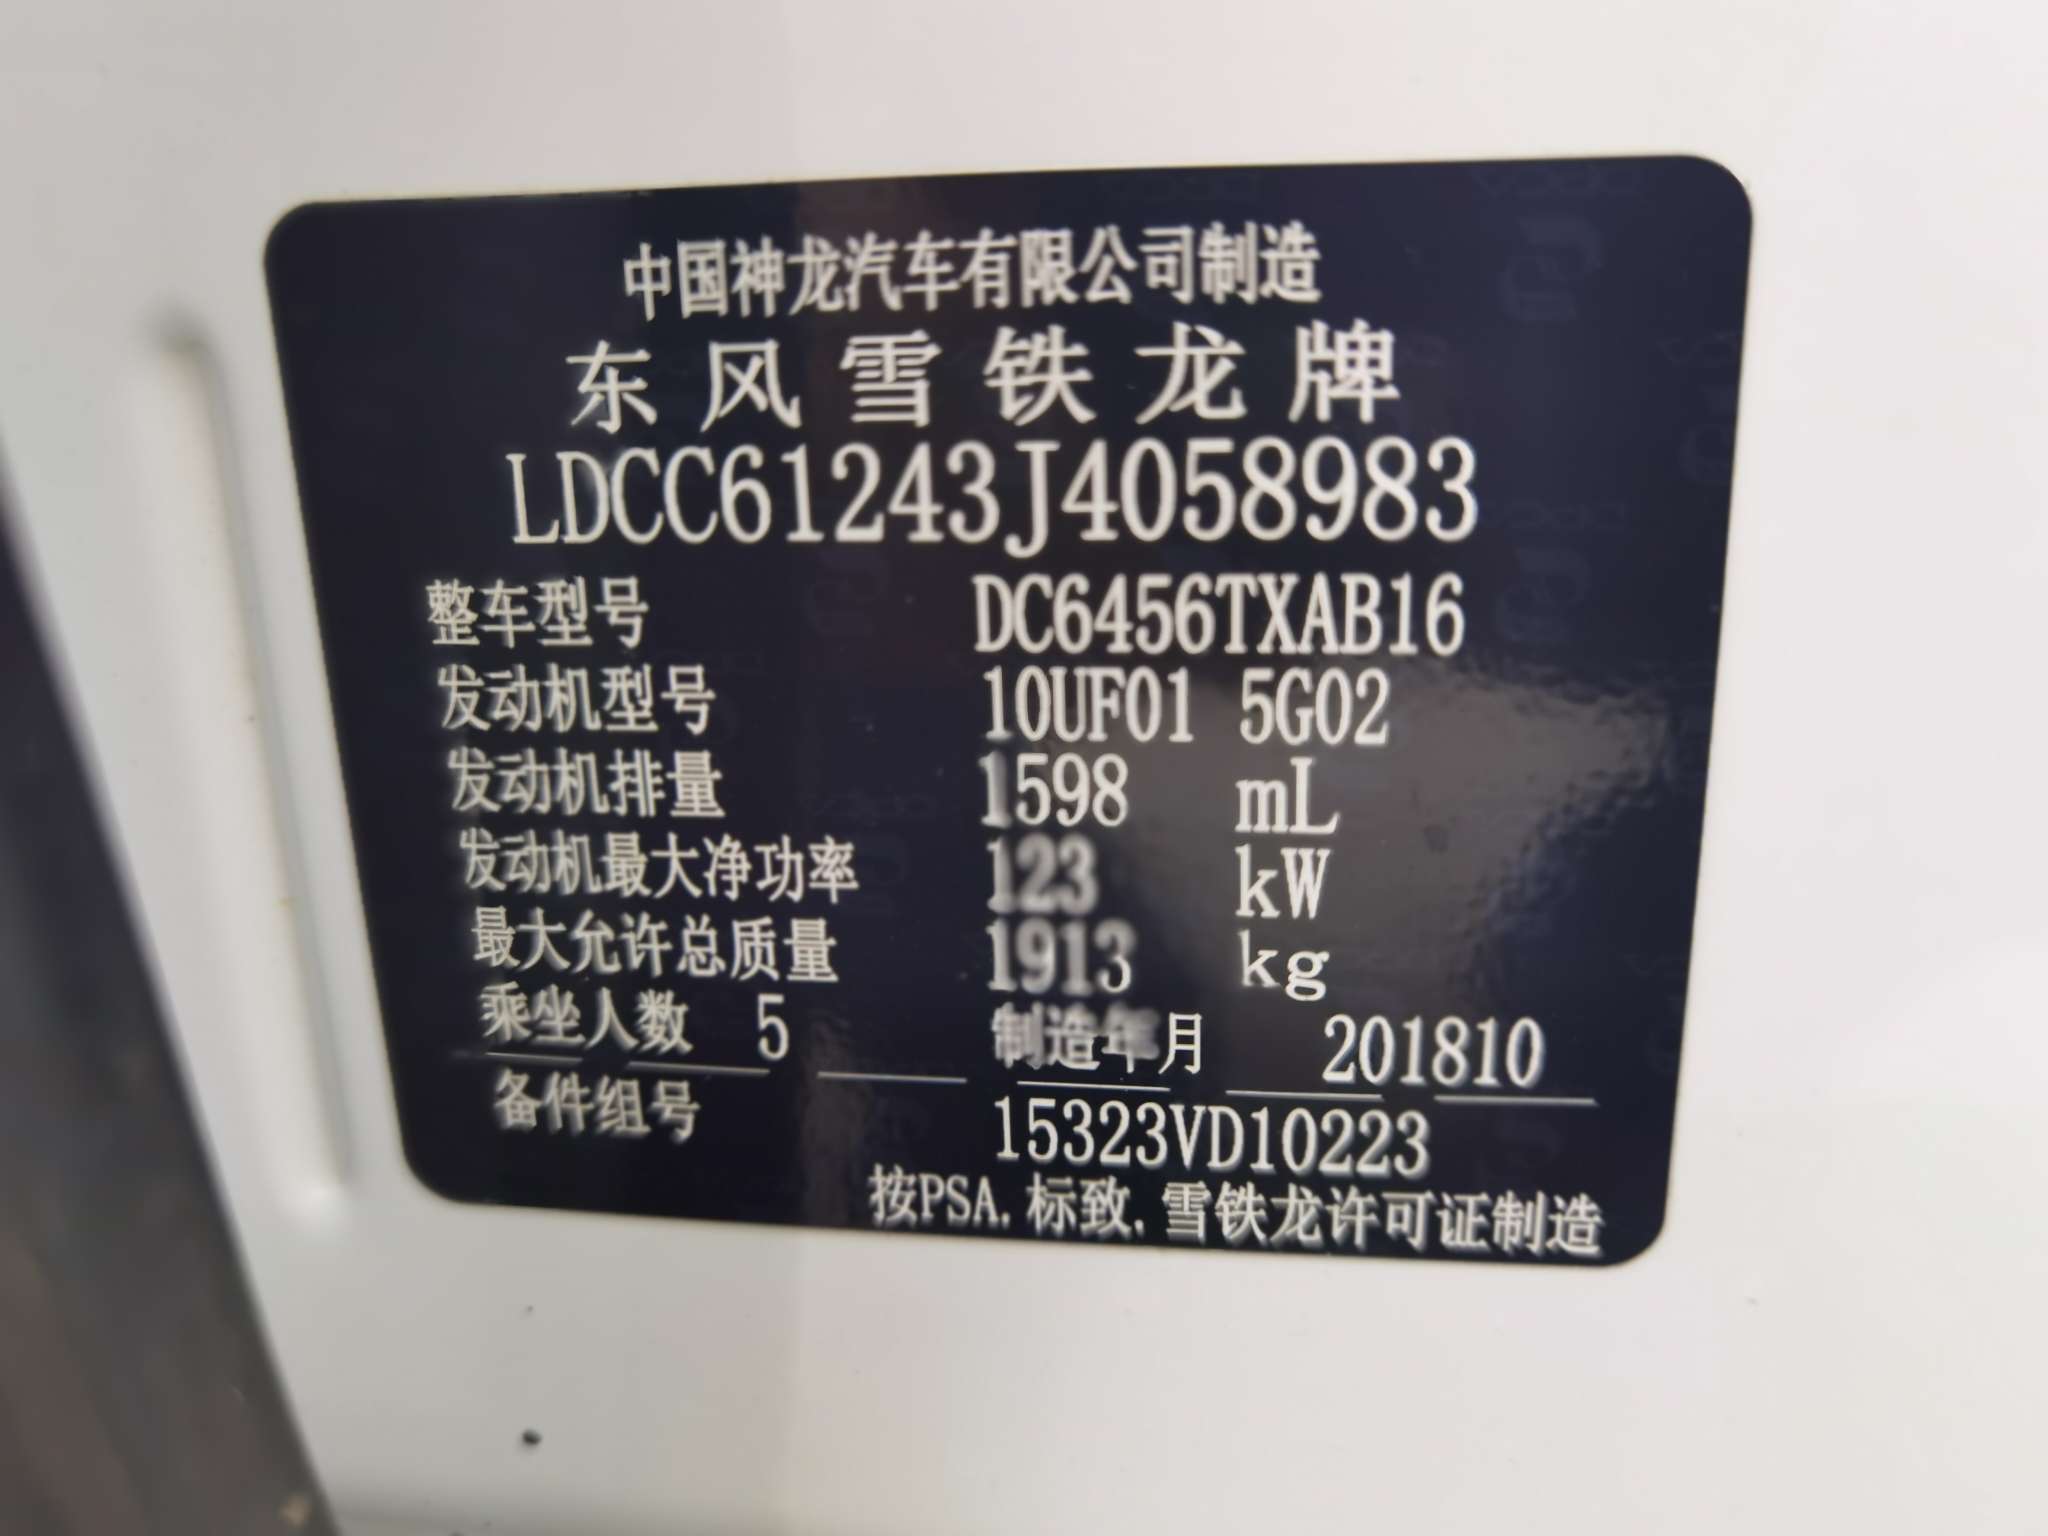 中国神龙汽车有限公司制造
东风雪铁龙牌
LDCC61243J4058983
整车型号 DC6456TXAB16
发动机型号 10UF01 5G02
发动机排量 1598 mL
发动机最大净功率 123 kW
最大允许总质量 1913 kg
乘坐人数 5 制造年月 201810
备件组号 15323VD10223
按PSA.标致.雪铁龙许可证制造